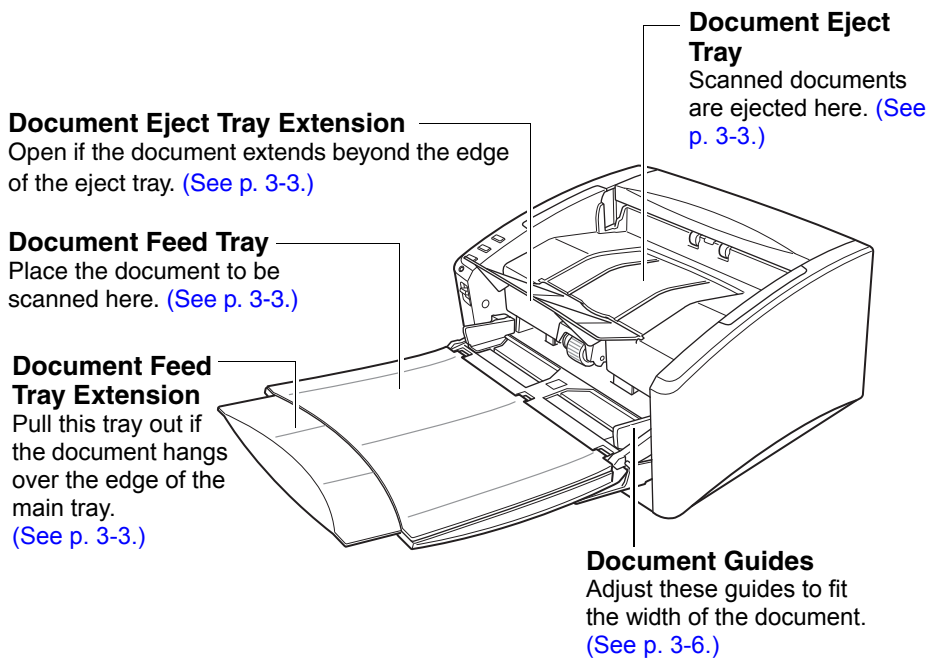 Document Eject
Tray
Scanned documents
are ejected here. (See
p. 3-3.)
Document Eject Tray Extension
Open if the document extends beyond the edge
of the eject tray. (See p. 3-3.)
Document Feed Tray
Place the document to be
scanned here. (See p. 3-3.)
Document Feed
Tray Extension
Pull this tray out if
the document hangs
over the edge of the
main tray.
(See p. 3-3.)
Document Guides
Adjust these guides to fit
the width of the document.
(See p. 3-6.)